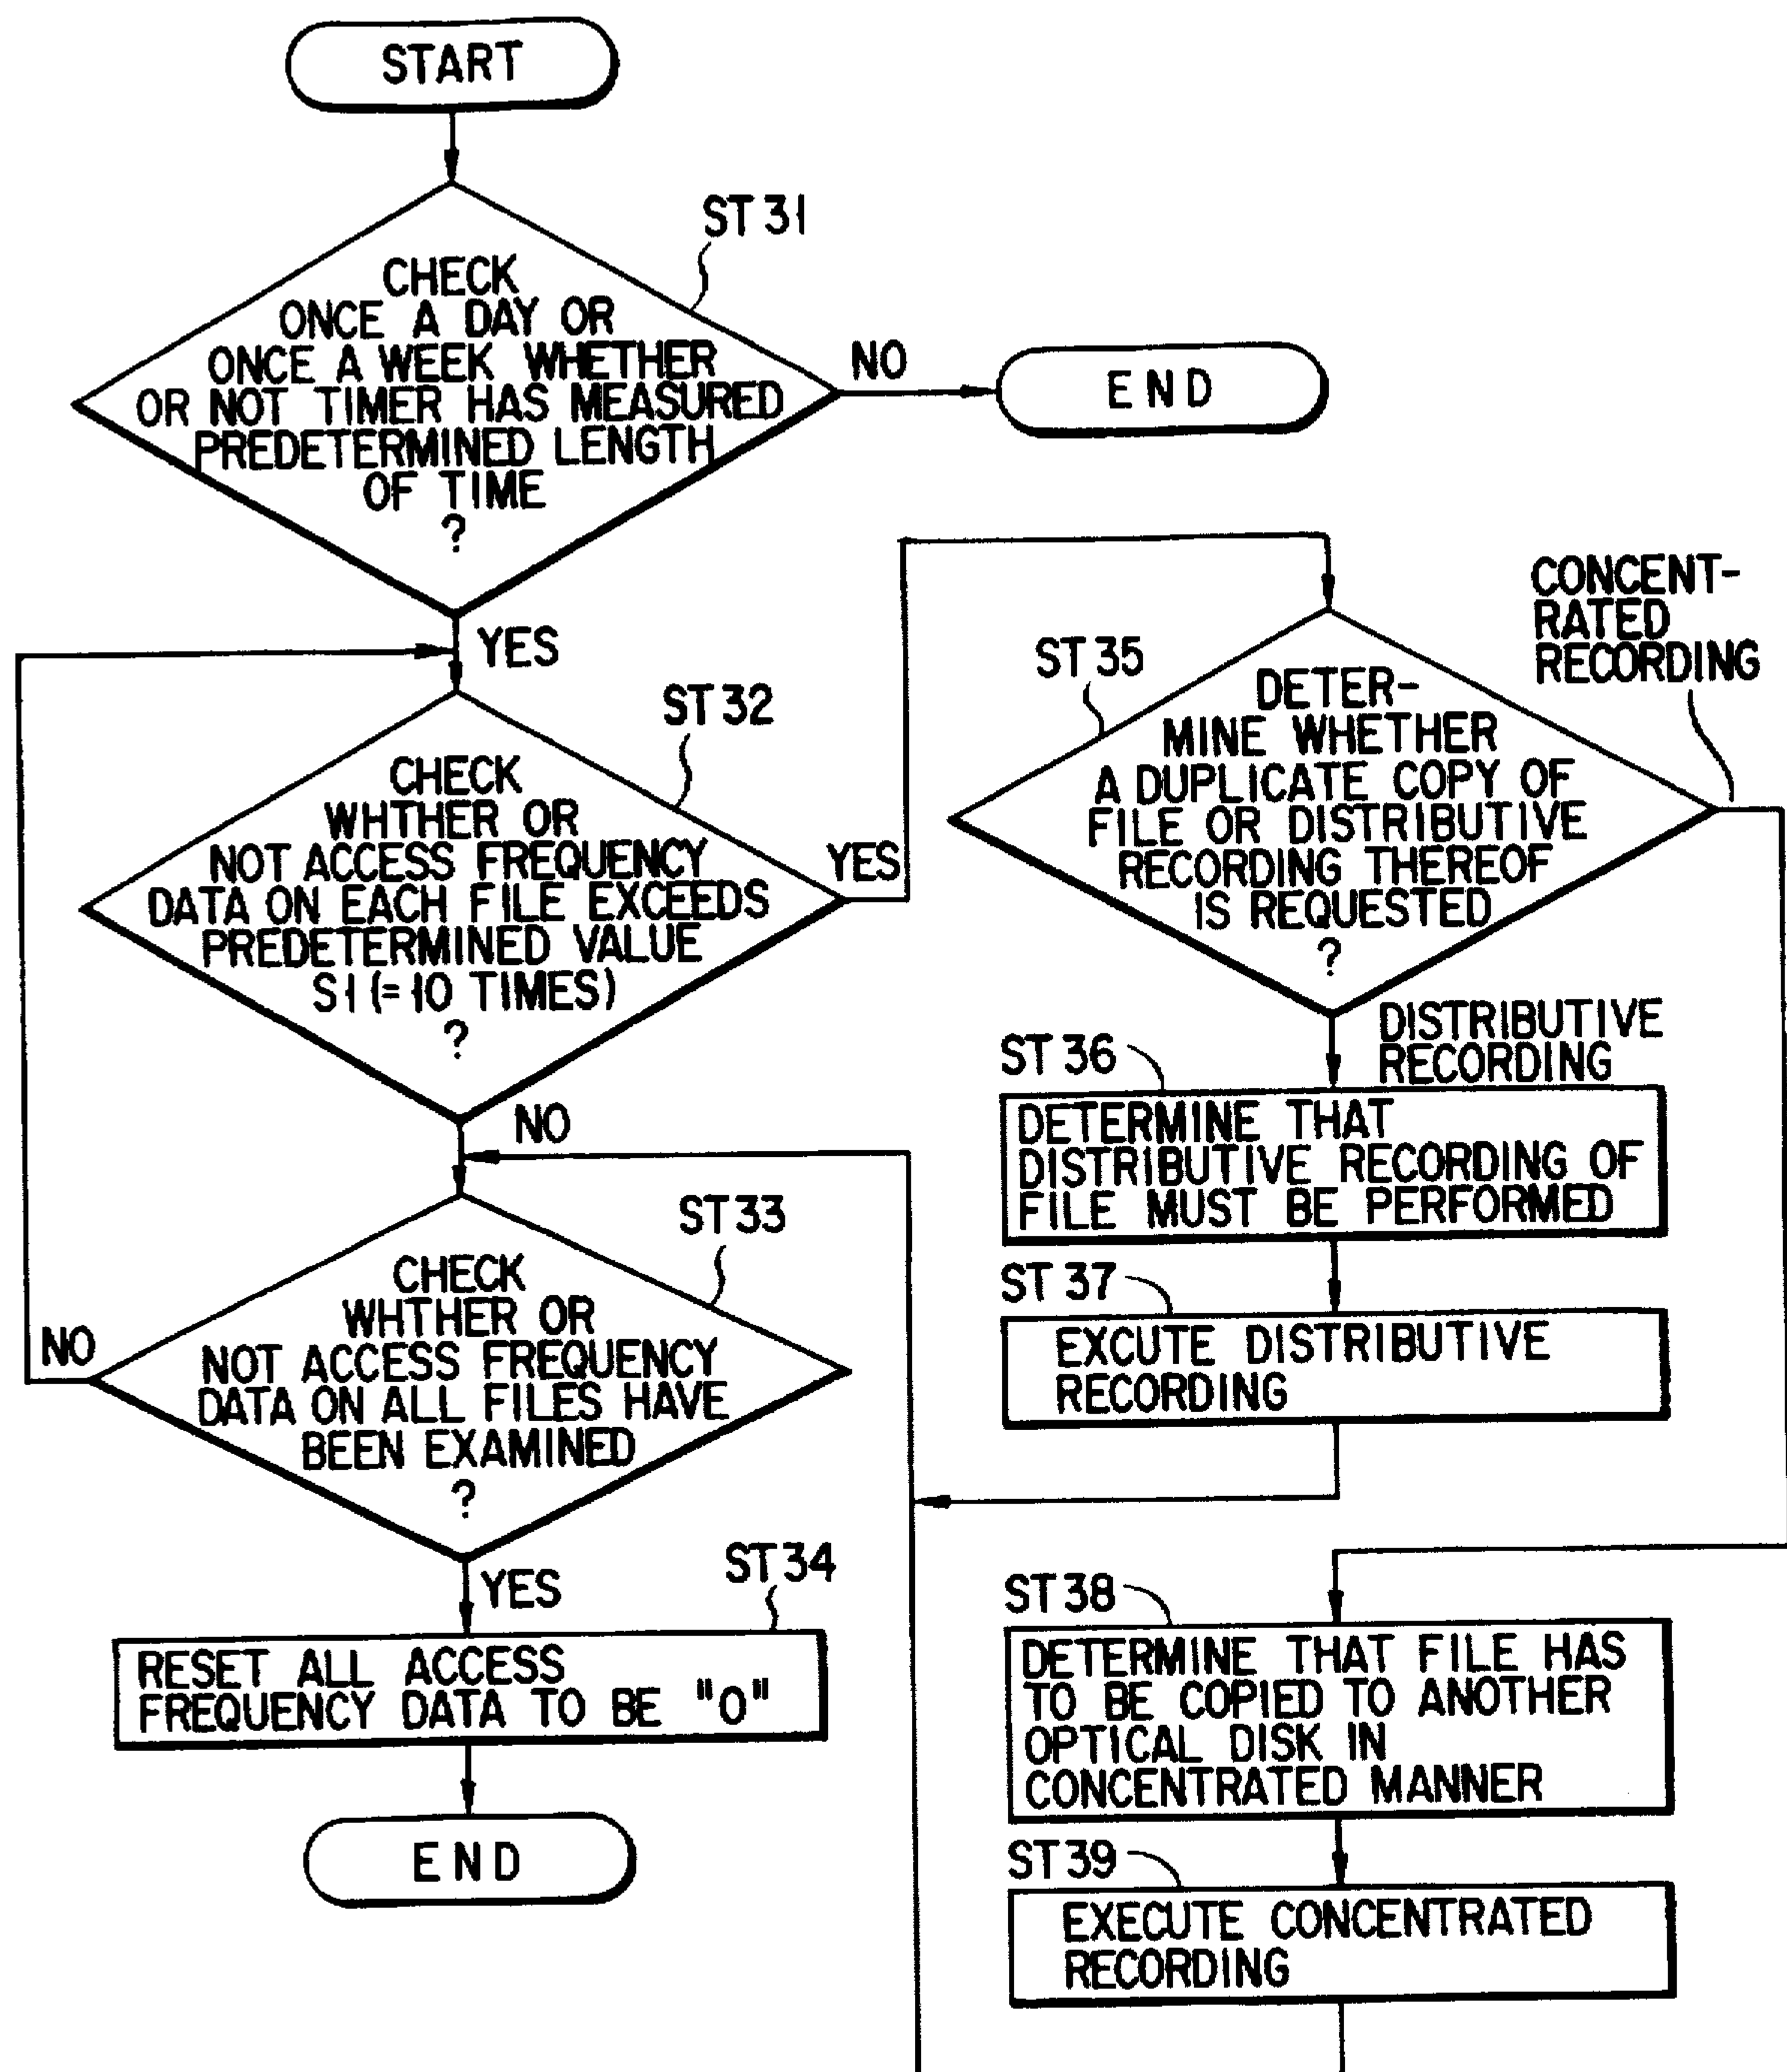 START
ST31
CHECK
ONCE A DAY OR
ONCE A WEEK WHETHER
OR NOT TIMER HAS MEASURED
PREDETERMINED LENGTH
OF TIME
?
NO
END
YES
ST32
CHECK
WHTHER OR
NOT ACCESS FREQUENCY
DATA ON EACH FILE EXCEEDS
PREDETERMINED VALUE
S1 (=10 TIMES)
?
YES
NO
ST33
CHECK
WHTHER OR
NOT ACCESS FREQUENCY
DATA ON ALL FILES HAVE
BEEN EXAMINED
?
NO
YES
ST34
RESET ALL ACCESS
FREQUENCY DATA TO BE "0"
END
ST35
DETER-
MINE WHETHER
A DUPLICATE COPY OF
FILE OR DISTRIBUTIVE
RECORDING THEREOF
IS REQUESTED
?
CONCENT-
RATED
RECORDING
DISTRIBUTIVE
RECORDING
ST36
DETERMINE THAT
DISTRIBUTIVE RECORDING OF
FILE MUST BE PERFORMED
ST37
EXCUTE DISTRIBUTIVE
RECORDING
ST38
DETERMINE THAT FILE HAS
TO BE COPIED TO ANOTHER
OPTICAL DISK IN
CONCENTRATED MANNER
ST39
EXECUTE CONCENTRATED
RECORDING